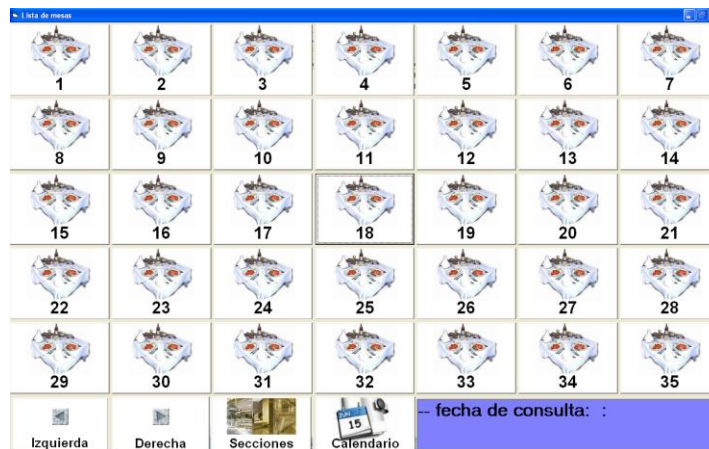 Lista de mesas
1 2 3 4 5 6 7
8 9 10 11 12 13 14
15 16 17 18 19 20 21
22 23 24 25 26 27 28
29 30 31 32 33 34 35
JUN
15
-- fecha de consulta: :
Izquierda Derecha Secciones Calendario